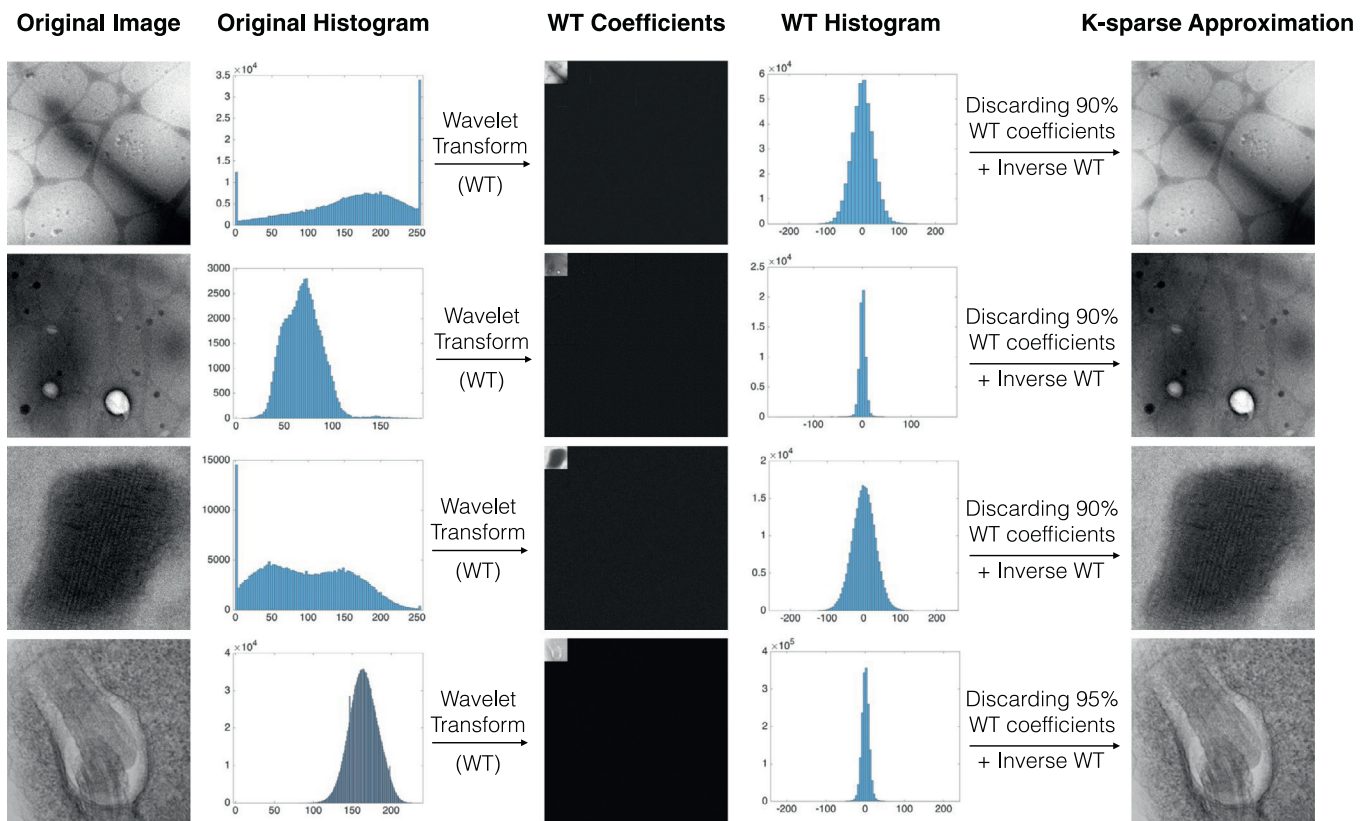 Original Image Original Histogram WT Coefficients WT Histogram K-sparse Approximation
×10⁴
3.5
3
2.5
2
1.5
1
0.5
0
0 50 100 150 200 250
Wavelet
Transform
(WT)
×10⁴
6
5
4
3
2
1
0
-200 -100 0 100 200
Discarding 90%
WT coefficients
+ Inverse WT
3000
2500
2000
1500
1000
500
0
0 50 100 150
Wavelet
Transform
(WT)
×10⁴
2.5
2
1.5
1
0.5
0
-100 0 100
Discarding 90%
WT coefficients
+ Inverse WT
15000
10000
5000
0
0 50 100 150 200 250
Wavelet
Transform
(WT)
×10⁴
2
1.5
1
0.5
0
-200 -100 0 100 200
Discarding 90%
WT coefficients
+ Inverse WT
×10⁴
4
3
2
1
0
0 50 100 150 200
Wavelet
Transform
(WT)
×10⁵
4
3
2
1
0
-200 -100 0 100 200
Discarding 95%
WT coefficients
+ Inverse WT